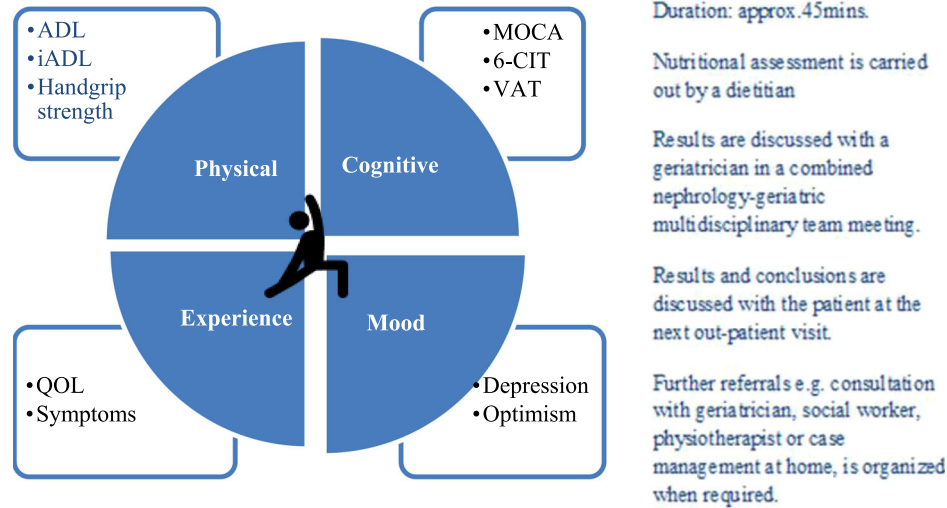 •ADL
•iADL
•Handgrip
strength
•MOCA
•6-CIT
•VAT
Physical
Cognitive
Experience
Mood
•QOL
•Symptoms
•Depression
•Optimism
Duration: approx.45mins.
Nutritional assessment is carried
out by a dietitian
Results are discussed with a
geriatrician in a combined
nephrology-geriatric
multidisciplinary team meeting.
Results and conclusions are
discussed with the patient at the
next out-patient visit.
Further referrals e.g. consultation
with geriatrician, social worker,
physiotherapist or case
management at home, is organized
when required.